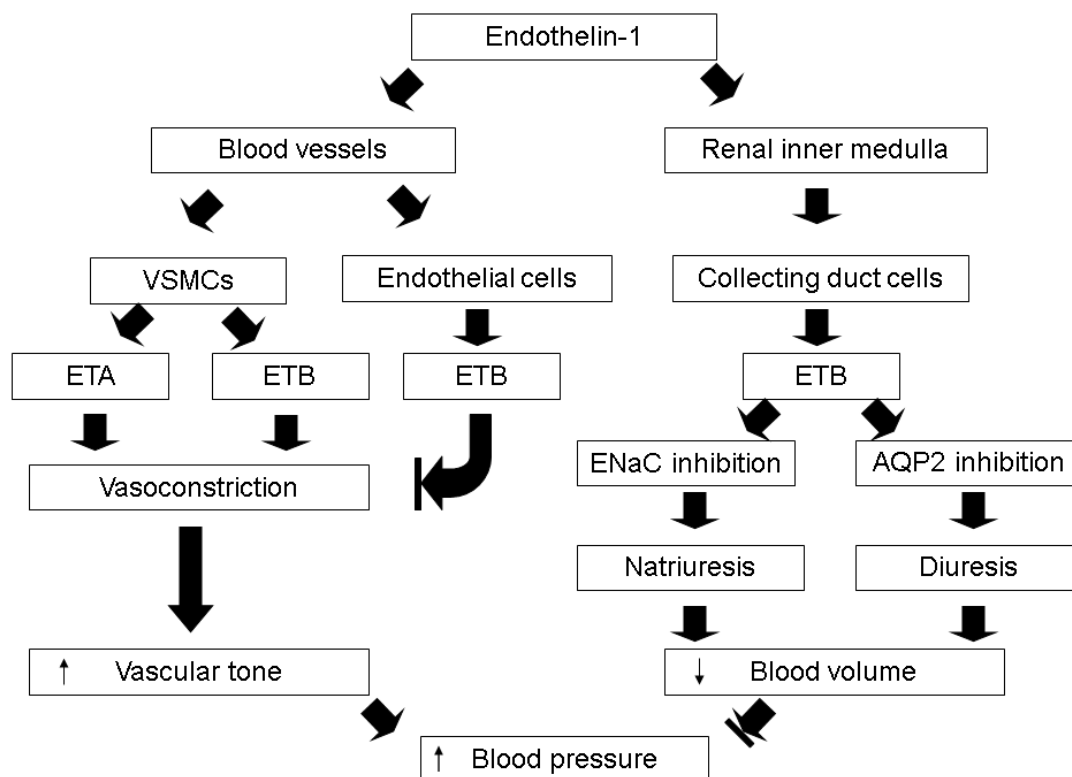 Endothelin-1
Blood vessels
Renal inner medulla
VSMCs
Endothelial cells
Collecting duct cells
ETA
ETB
ETB
ETB
ENaC inhibition
AQP2 inhibition
Vasoconstriction
Natriuresis
Diuresis
↑ Vascular tone
↓ Blood volume
↑ Blood pressure